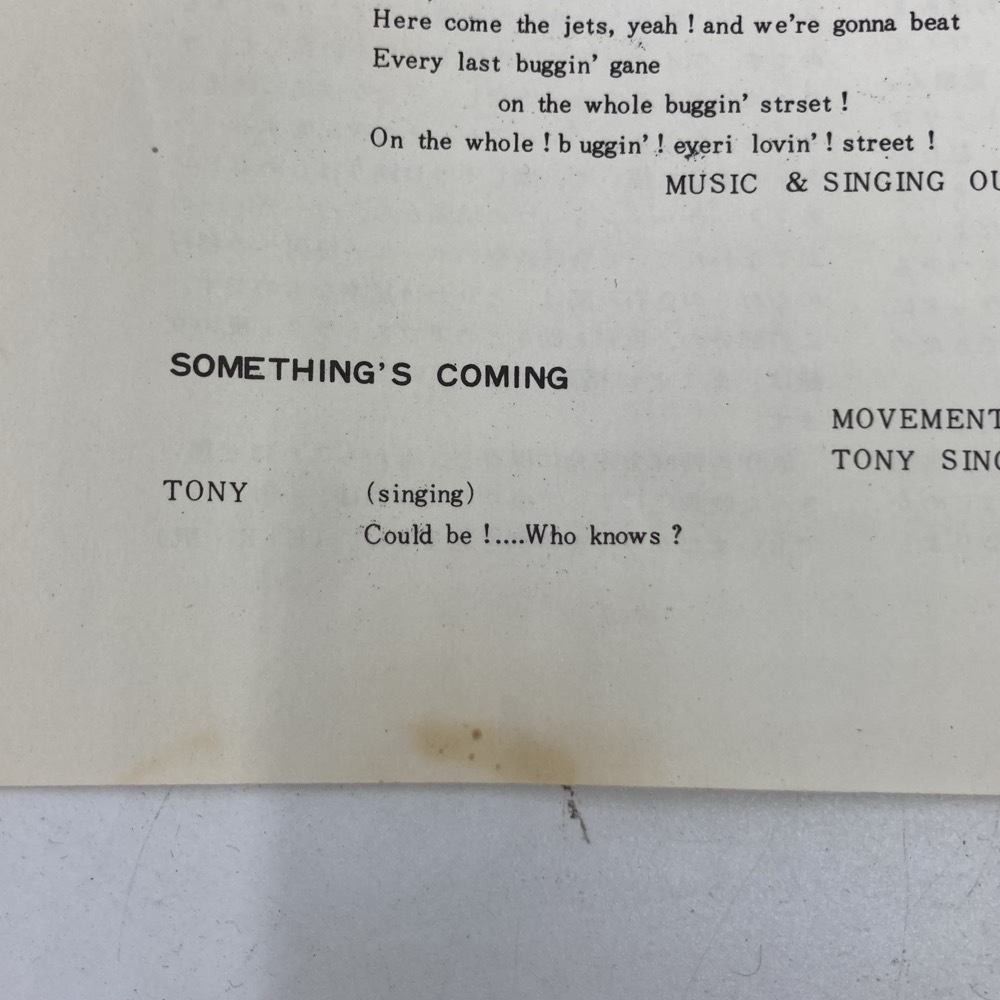 Here come the jets, yeah ! and we're gonna beat
Every last buggin' gane
on the whole buggin' strset !
On the whole ! b uggin' ! eyeri lovin' ! street !
MUSIC & SINGING
SOMETHING'S COMING
MOVEMENT
TONY
TONY (singing)
Could be !....Who knows ?